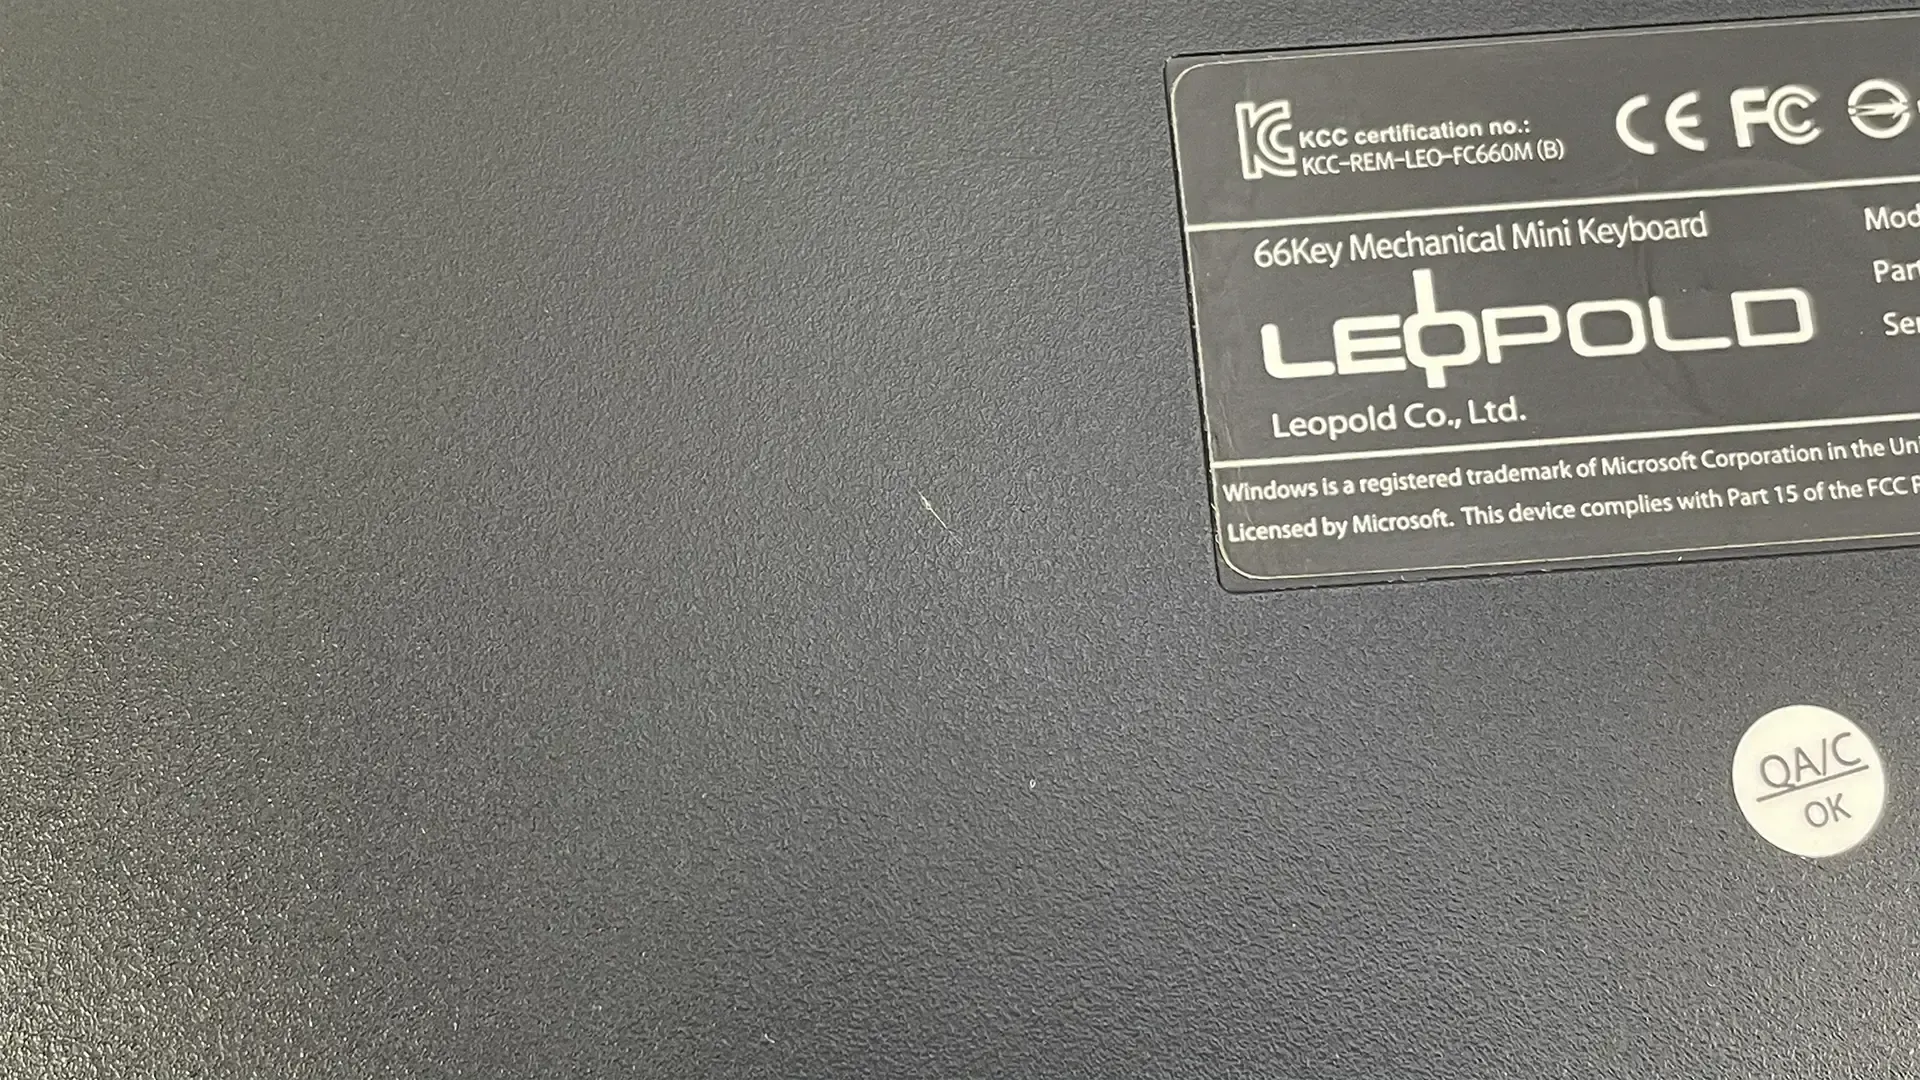 KCC certification no.:
KCC-REM-LEO-FC660M (B)
CE FC
66Key Mechanical Mini Keyboard
LEOPOLD
Leopold Co., Ltd.
Windows is a registered trademark of Microsoft Corporation in the
Licensed by Microsoft. This device complies with Part 15 of the FCC
QA/C
OK